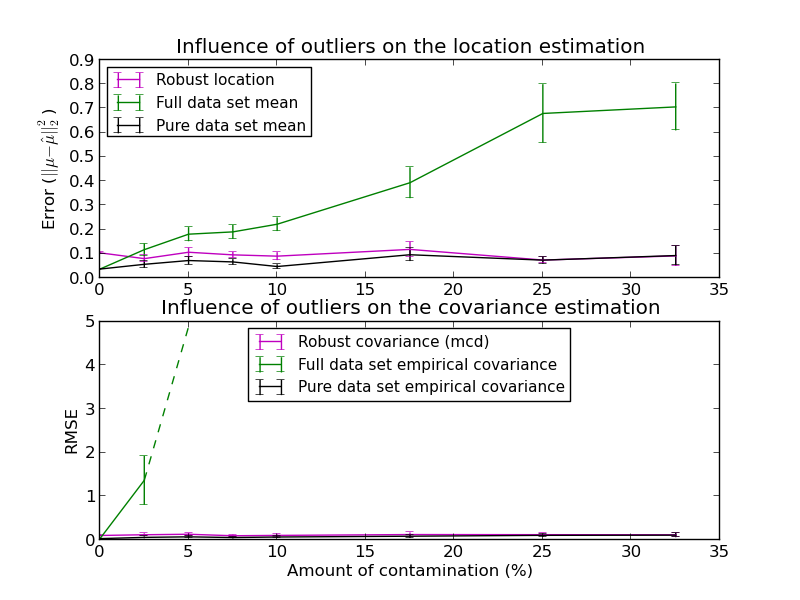 Influence of outliers on the location estimation
0.9
0.8
0.7
0.6
0.5
0.4
0.3
0.2
0.1
0.0
Error (||μ−μ̂||₂²)
Robust location
Full data set mean
Pure data set mean
0 5 10 15 20 25 30 35
Influence of outliers on the covariance estimation
5
4
3
2
1
0
RMSE
Robust covariance (mcd)
Full data set empirical covariance
Pure data set empirical covariance
0 5 10 15 20 25 30 35
Amount of contamination (%)